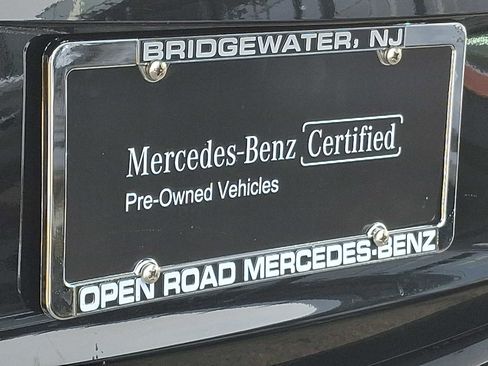 BRIDGEWATER, NJ
Mercedes-Benz Certified
Pre-Owned Vehicles
OPEN ROAD MERCEDES-BENZ